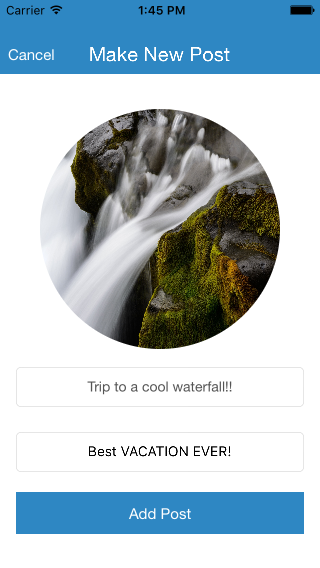 Carrier 1:45 PM
Cancel Make New Post
Trip to a cool waterfall!!
Best VACATION EVER!
Add Post